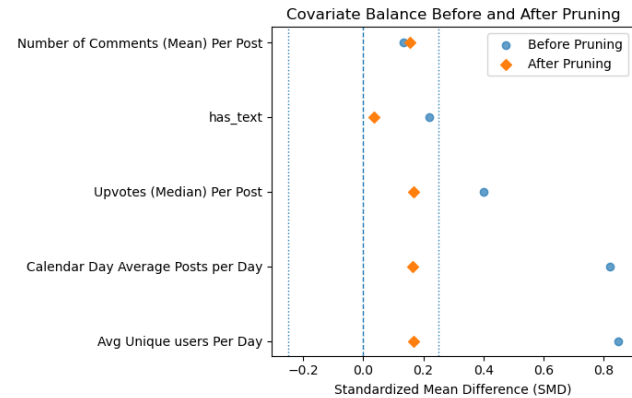 Covariate Balance Before and After Pruning
Number of Comments (Mean) Per Post
has_text
Upvotes (Median) Per Post
Calendar Day Average Posts per Day
Avg Unique users Per Day
Before Pruning
After Pruning
−0.2 0.0 0.2 0.4 0.6 0.8
Standardized Mean Difference (SMD)